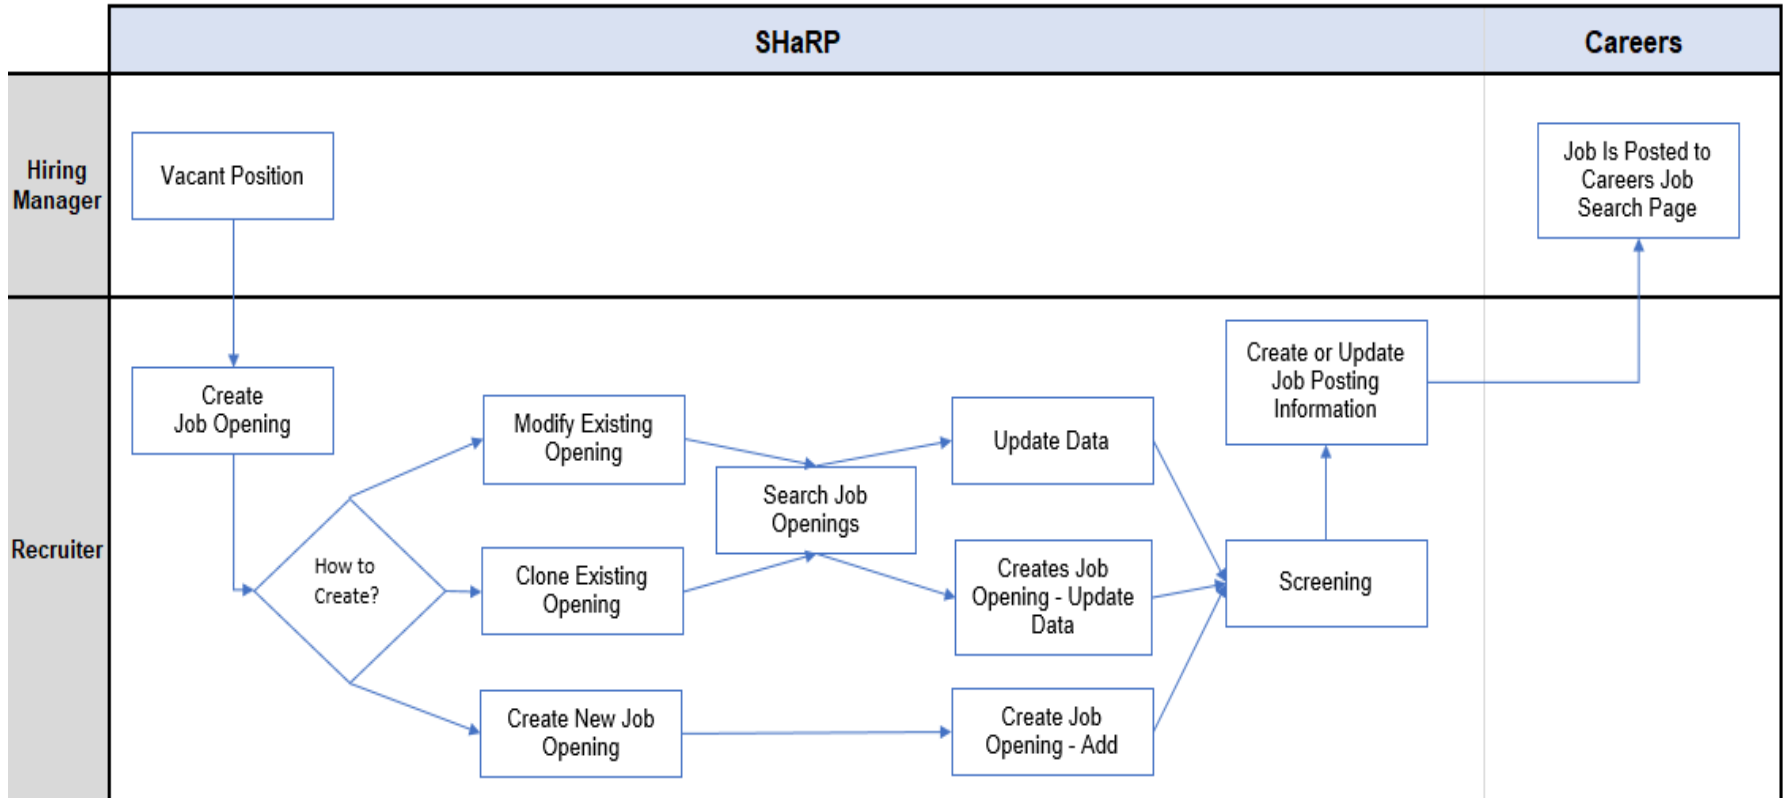 SHaRP
Careers
Hiring
Manager
Vacant Position
Job Is Posted to
Careers Job
Search Page
Recruiter
Create
Job Opening
How to
Create?
Modify Existing
Opening
Clone Existing
Opening
Create New Job
Opening
Search Job
Openings
Update Data
Creates Job
Opening - Update
Data
Create Job
Opening - Add
Screening
Create or Update
Job Posting
Information